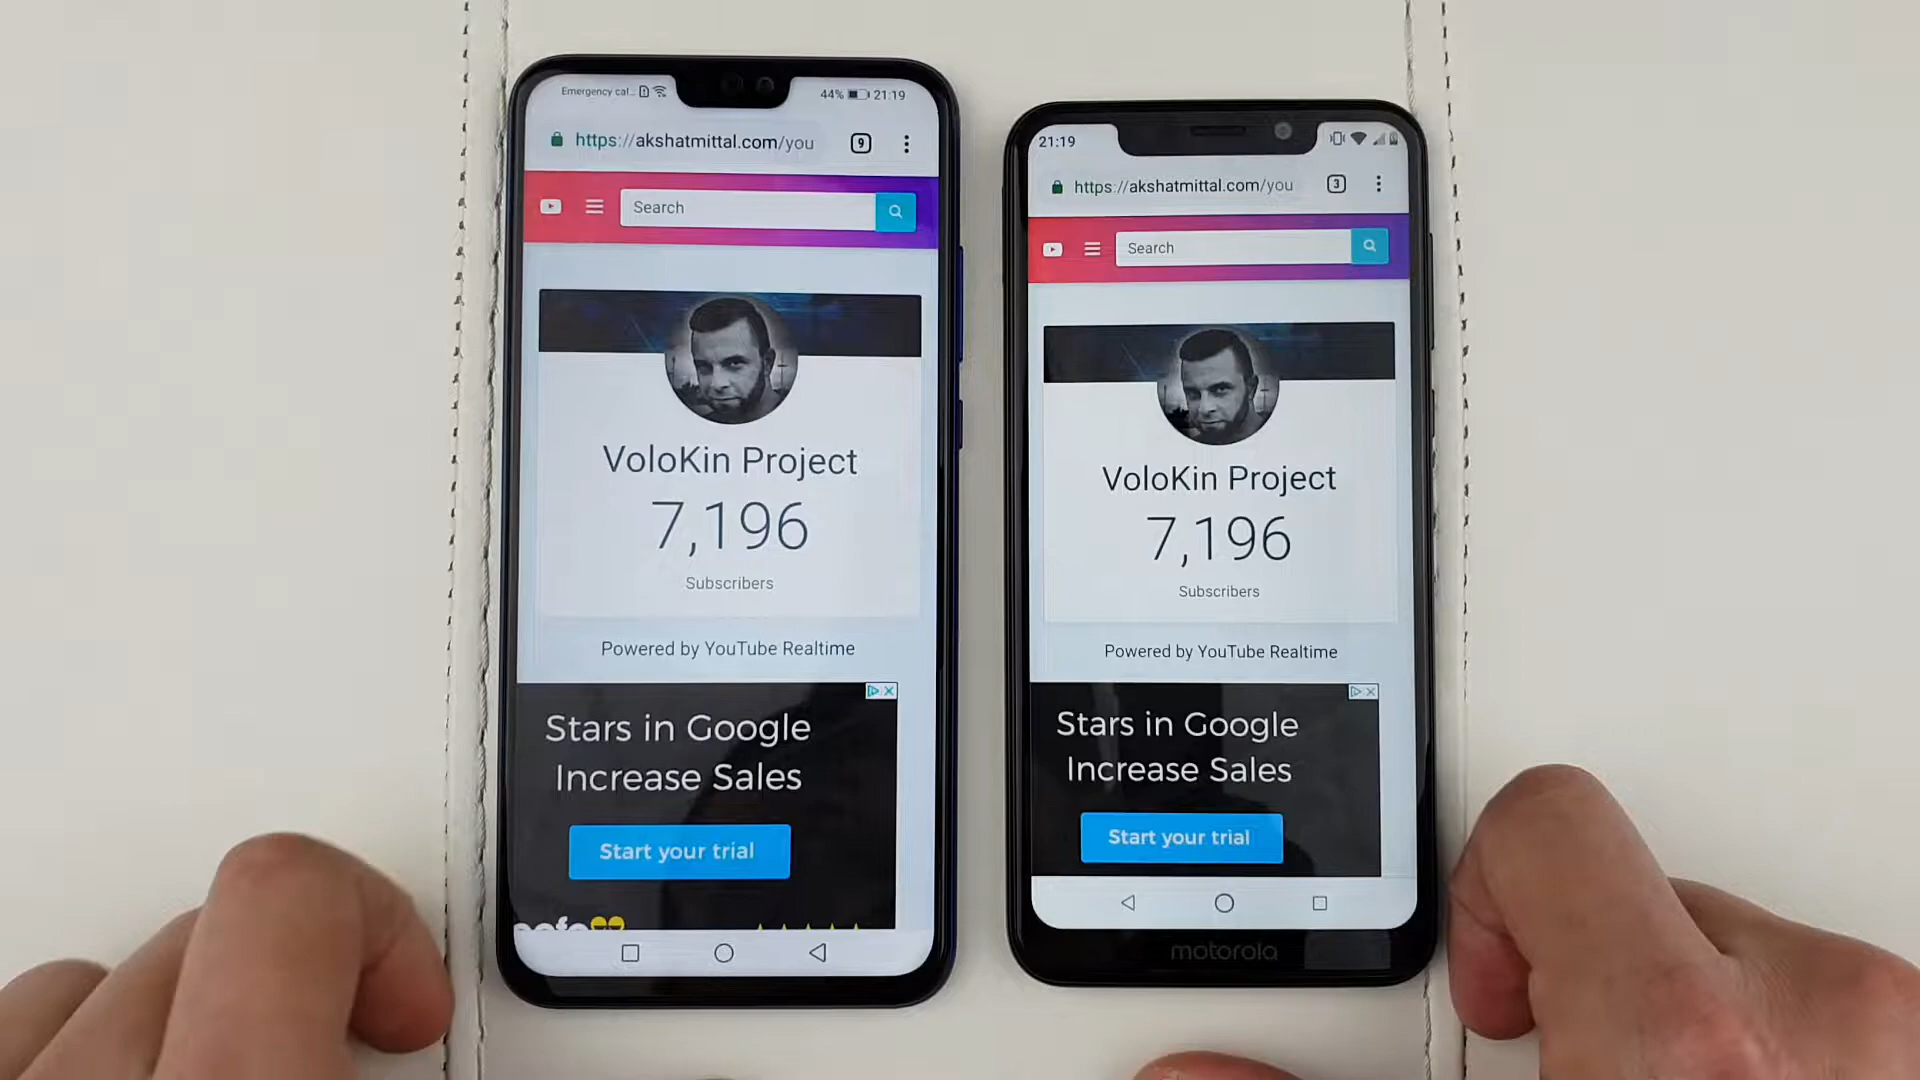 Emergency cal...
44% 21:19
https://akshatmittal.com/you
9
Search
VoloKin Project
7,196
Subscribers
Powered by YouTube Realtime
Stars in Google
Increase Sales
Start your trial
21:19
https://akshatmittal.com/you
3
Search
VoloKin Project
7,196
Subscribers
Powered by YouTube Realtime
Stars in Google
Increase Sales
Start your trial
motorola